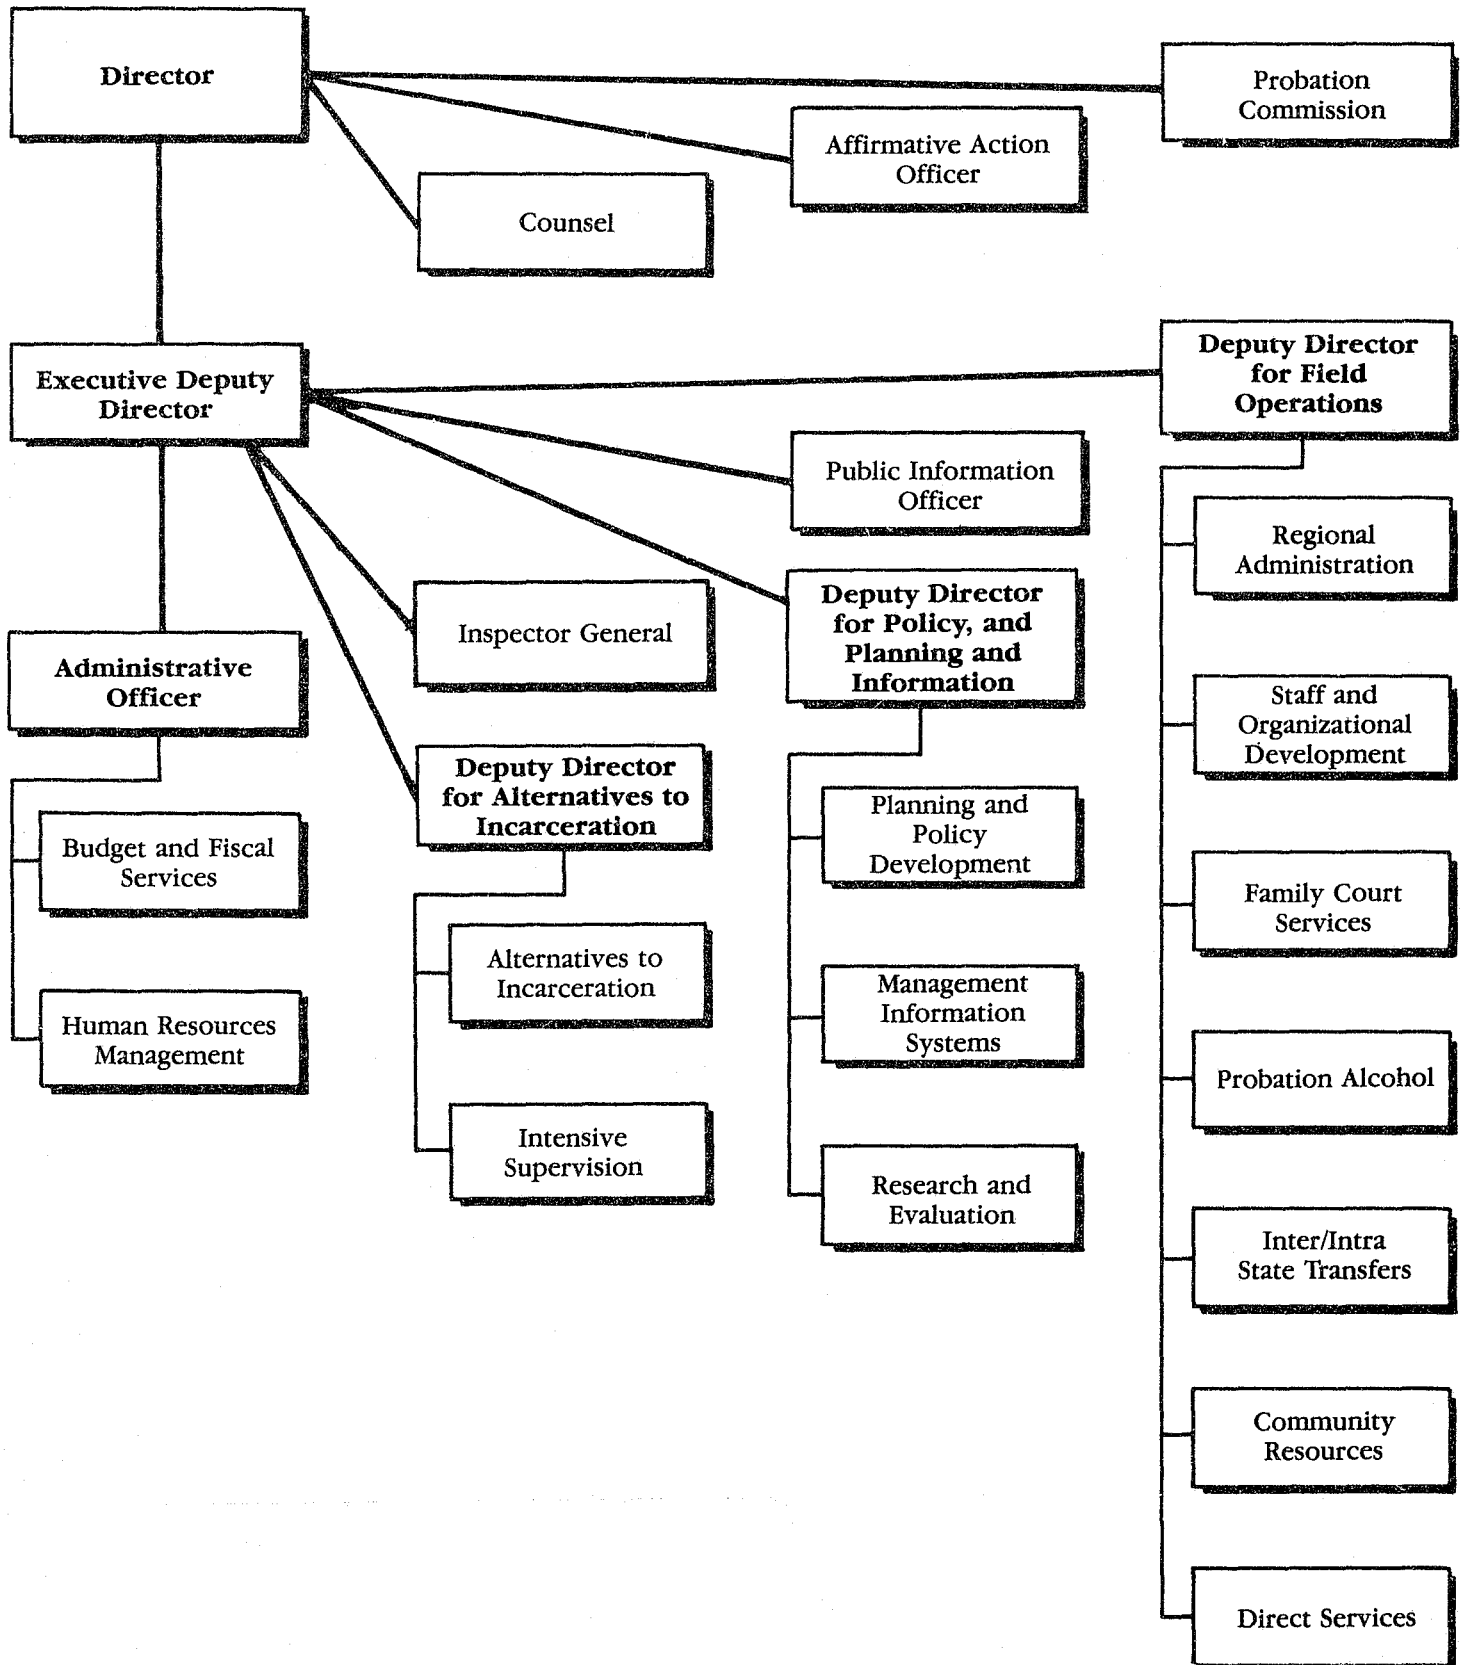 Director
Probation
Commission
Affirmative Action
Officer
Counsel
Executive Deputy
Director
Deputy Director
for Field
Operations
Public Information
Officer
Regional
Administration
Inspector General
Deputy Director
for Policy, and
Planning and
Information
Administrative
Officer
Staff and
Organizational
Development
Deputy Director
for Alternatives to
Incarceration
Budget and Fiscal
Services
Planning and
Policy
Development
Family Court
Services
Alternatives to
Incarceration
Human Resources
Management
Management
Information
Systems
Probation Alcohol
Intensive
Supervision
Research and
Evaluation
Inter/Intra
State Transfers
Community
Resources
Direct Services